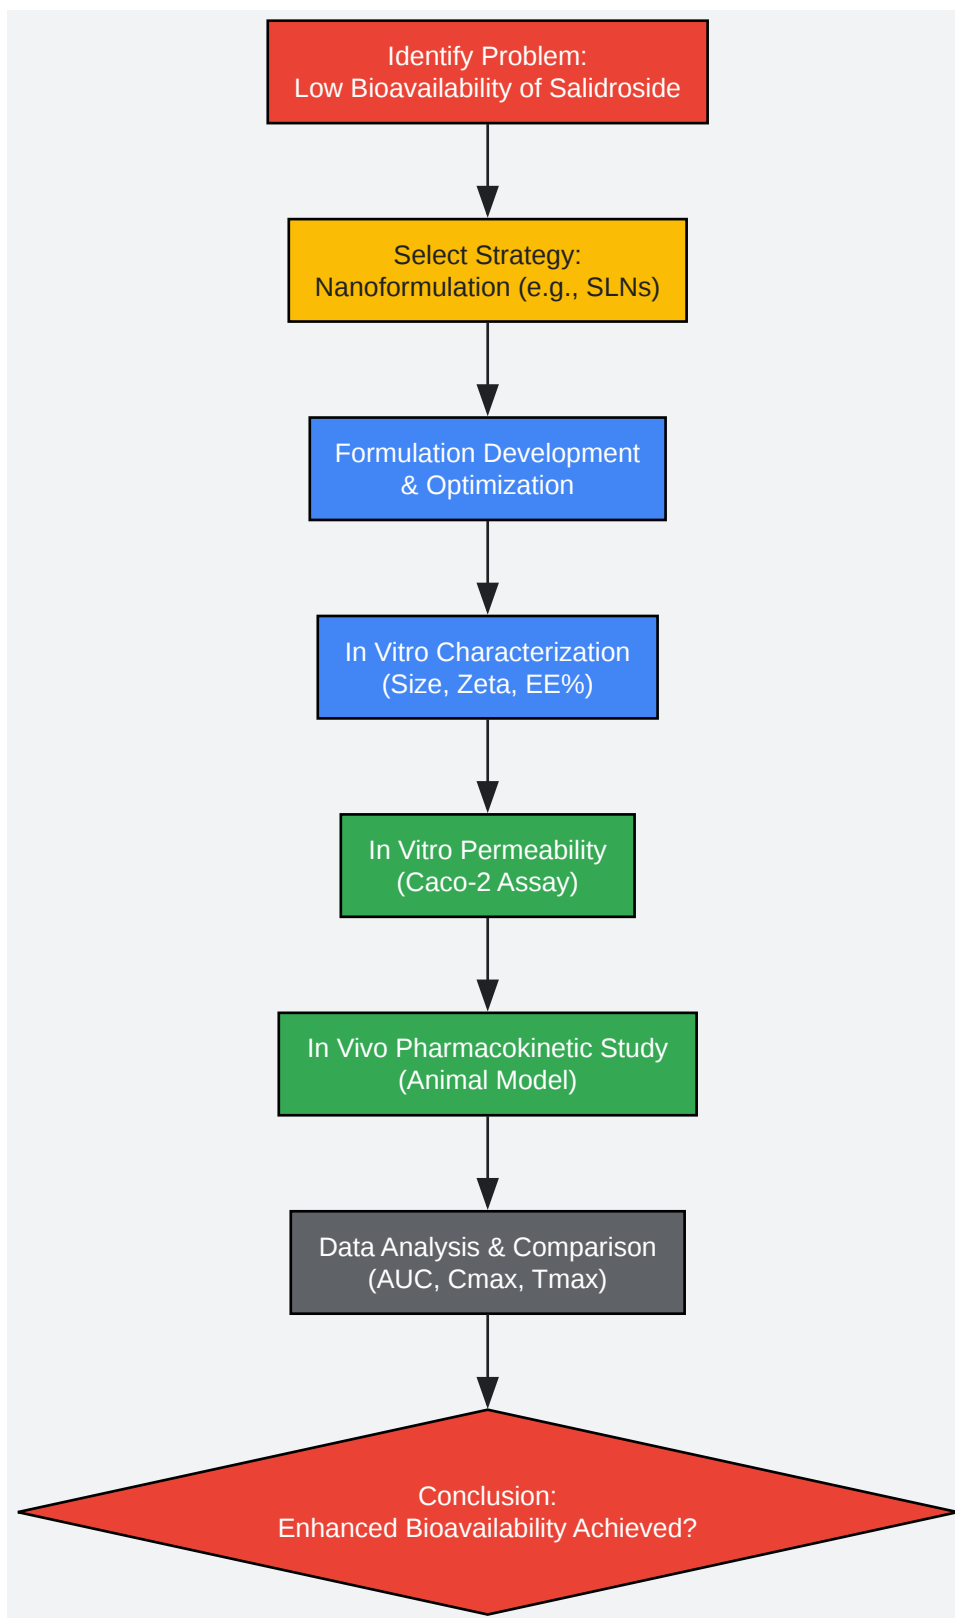 Identify Problem:
Low Bioavailability of Salidroside
Select Strategy:
Nanoformulation (e.g., SLNs)
Formulation Development
& Optimization
In Vitro Characterization
(Size, Zeta, EE%)
In Vitro Permeability
(Caco-2 Assay)
In Vivo Pharmacokinetic Study
(Animal Model)
Data Analysis & Comparison
(AUC, Cmax, Tmax)
Conclusion:
Enhanced Bioavailability Achieved?